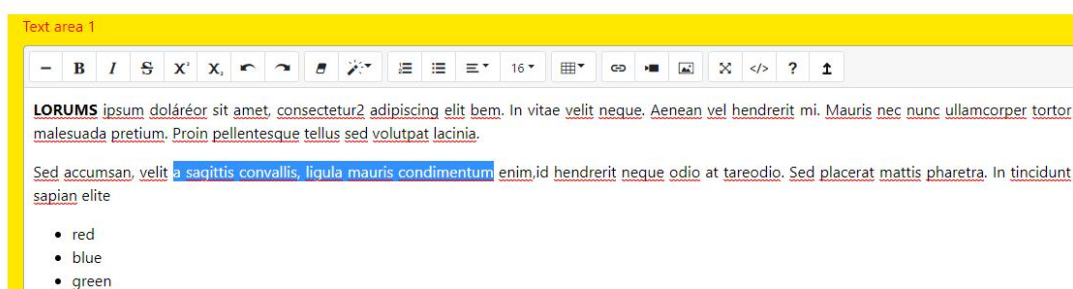 Text area 1
B I S X² X₂ 16 </> ?
LORUMS ipsum doláréor sit amet, consectetur2 adipiscing elit bem. In vitae velit neque. Aenean vel hendrerit mi. Mauris nec nunc ullamcorper tortor
malesuada pretium. Proin pellentesque tellus sed volutpat lacinia.
Sed accumsan, velit a sagittis convallis, ligula mauris condimentum enim,id hendrerit neque odio at tareodio. Sed placerat mattis pharetra. In tincidunt
sapian elite
• red
• blue
• green